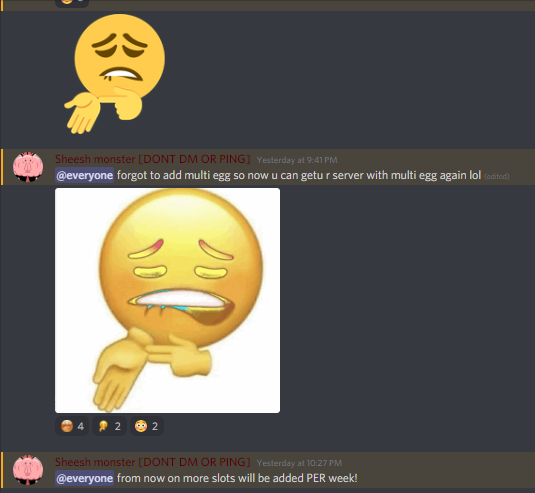 Sheesh monster [DONT DM OR PING] Yesterday at 9:41 PM
@everyone forgot to add multi egg so now u can getu r server with multi egg again lol (edited)
4 2 2
Sheesh monster [DONT DM OR PING] Yesterday at 10:27 PM
@everyone from now on more slots will be added PER week!